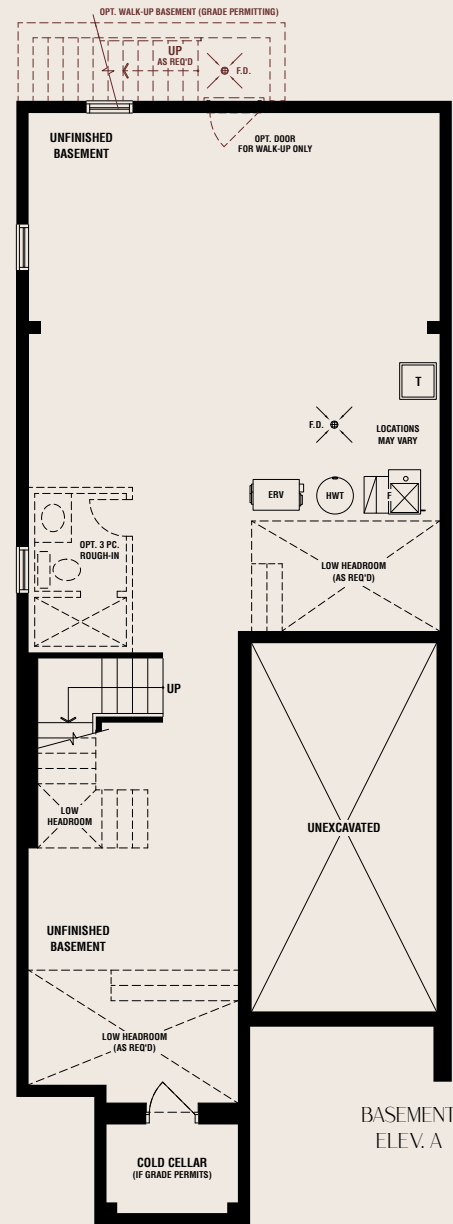 OPT. WALK-UP BASEMENT (GRADE PERMITTING)
UP
AS REQ'D
F.D.
UNFINISHED
BASEMENT
OPT. DOOR
FOR WALK-UP ONLY
T
F.D.
LOCATIONS
MAY VARY
ERV
HWT
F
OPT. 3 PC.
ROUGH-IN
LOW HEADROOM
(AS REQ'D)
UP
LOW
HEADROOM
UNEXCAVATED
UNFINISHED
BASEMENT
LOW HEADROOM
(AS REQ'D)
BASEMENT
ELEV. A
COLD CELLAR
(IF GRADE PERMITS)